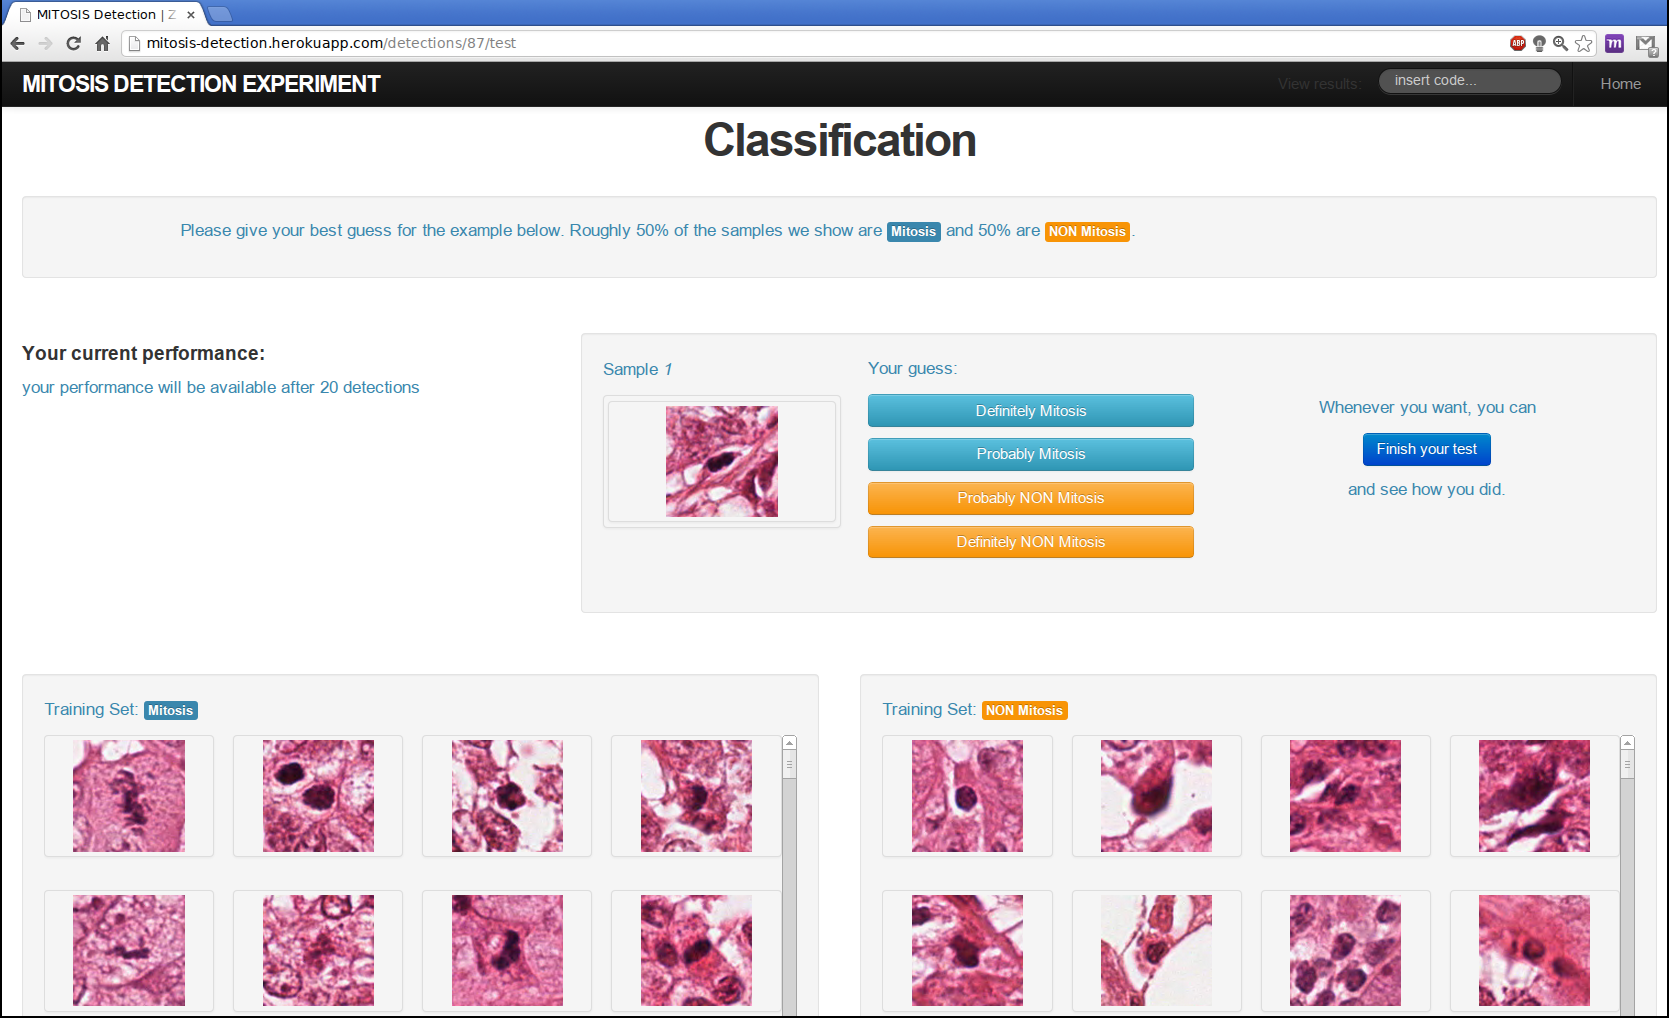 MITOSIS Detection | Z
mitosis-detection.herokuapp.com/detections/87/test
ABP
m
MITOSIS DETECTION EXPERIMENT
View results:
insert code...
Home
Classification
Please give your best guess for the example below. Roughly 50% of the samples we show are Mitosis and 50% are NON Mitosis.
Your current performance:
your performance will be available after 20 detections
Sample 1
Your guess:
Definitely Mitosis
Probably Mitosis
Probably NON Mitosis
Definitely NON Mitosis
Whenever you want, you can
Finish your test
and see how you did.
Training Set: Mitosis
Training Set: NON Mitosis